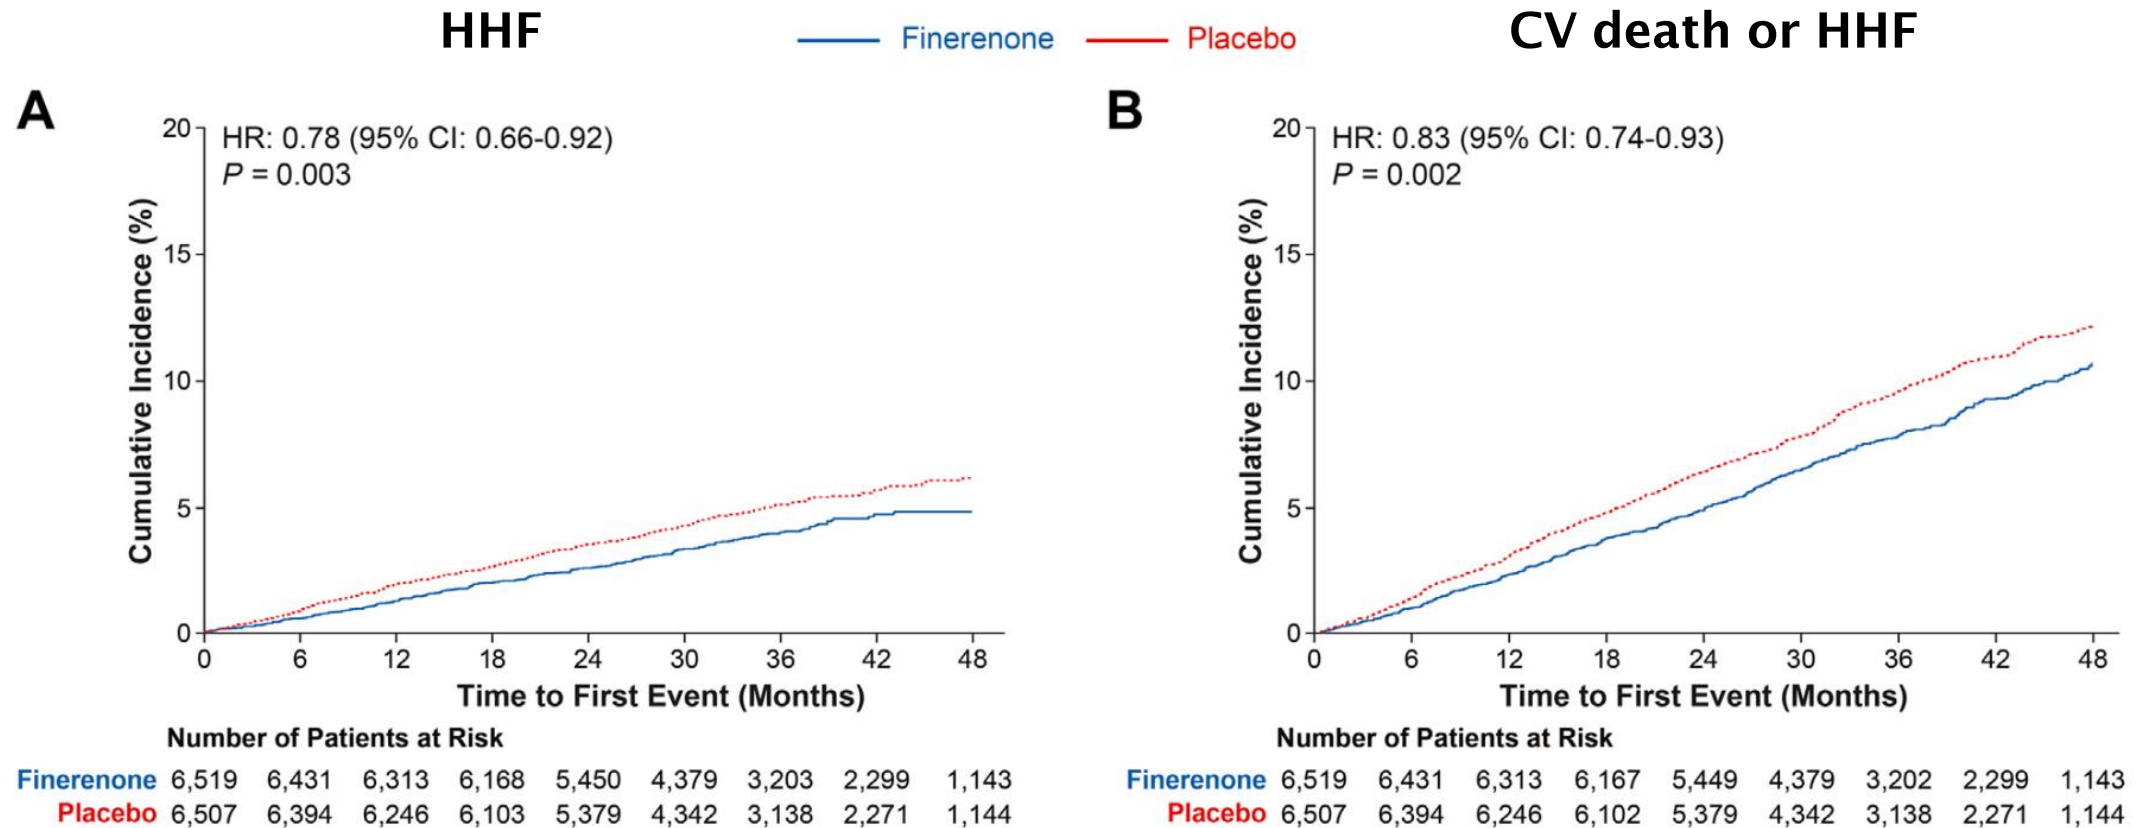 HHF
Finerenone Placebo
CV death or HHF
A
HR: 0.78 (95% CI: 0.66-0.92)
P = 0.003
Cumulative Incidence (%)
20
15
10
5
0
0 6 12 18 24 30 36 42 48
Time to First Event (Months)
Number of Patients at Risk
Finerenone 6,519 6,431 6,313 6,168 5,450 4,379 3,203 2,299 1,143
Placebo 6,507 6,394 6,246 6,103 5,379 4,342 3,138 2,271 1,144
B
HR: 0.83 (95% CI: 0.74-0.93)
P = 0.002
Cumulative Incidence (%)
20
15
10
5
0
0 6 12 18 24 30 36 42 48
Time to First Event (Months)
Number of Patients at Risk
Finerenone 6,519 6,431 6,313 6,167 5,449 4,379 3,202 2,299 1,143
Placebo 6,507 6,394 6,246 6,102 5,379 4,342 3,138 2,271 1,144